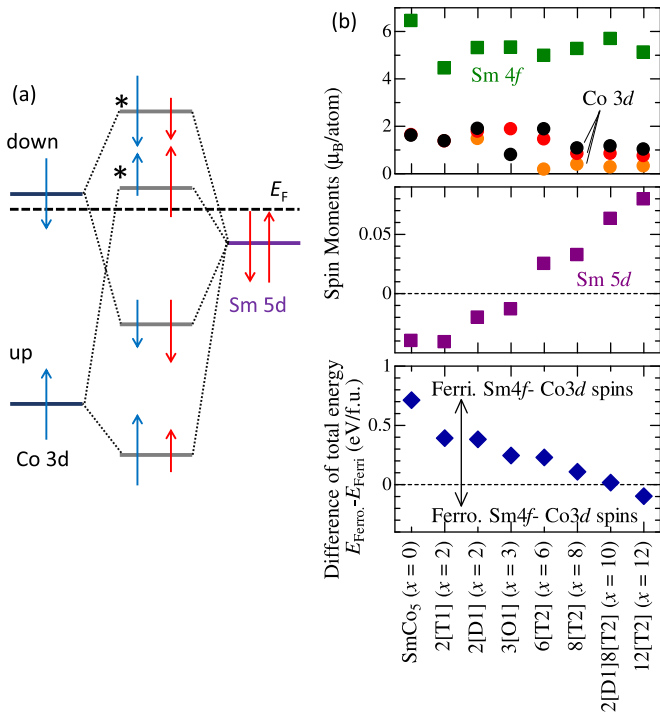 (a)
down
*
*
E_F
Sm 5d
up
Co 3d
(b)
Spin Moments (μ_B/atom)
6
4
2
0
Sm 4f
Co 3d
0.05
0
Sm 5d
Difference of total energy
E_Ferro.-E_Ferri (eV/f.u.)
1
0.5
0
Ferri. Sm4f- Co3d spins
Ferro. Sm4f-Co3d spins
SmCo5 (x = 0)
2[T1] (x = 2)
2[D1] (x = 2)
3[O1] (x = 3)
6[T2] (x = 6)
8[T2] (x = 8)
2[D1]8[T2] (x = 10)
12[T2] (x = 12)